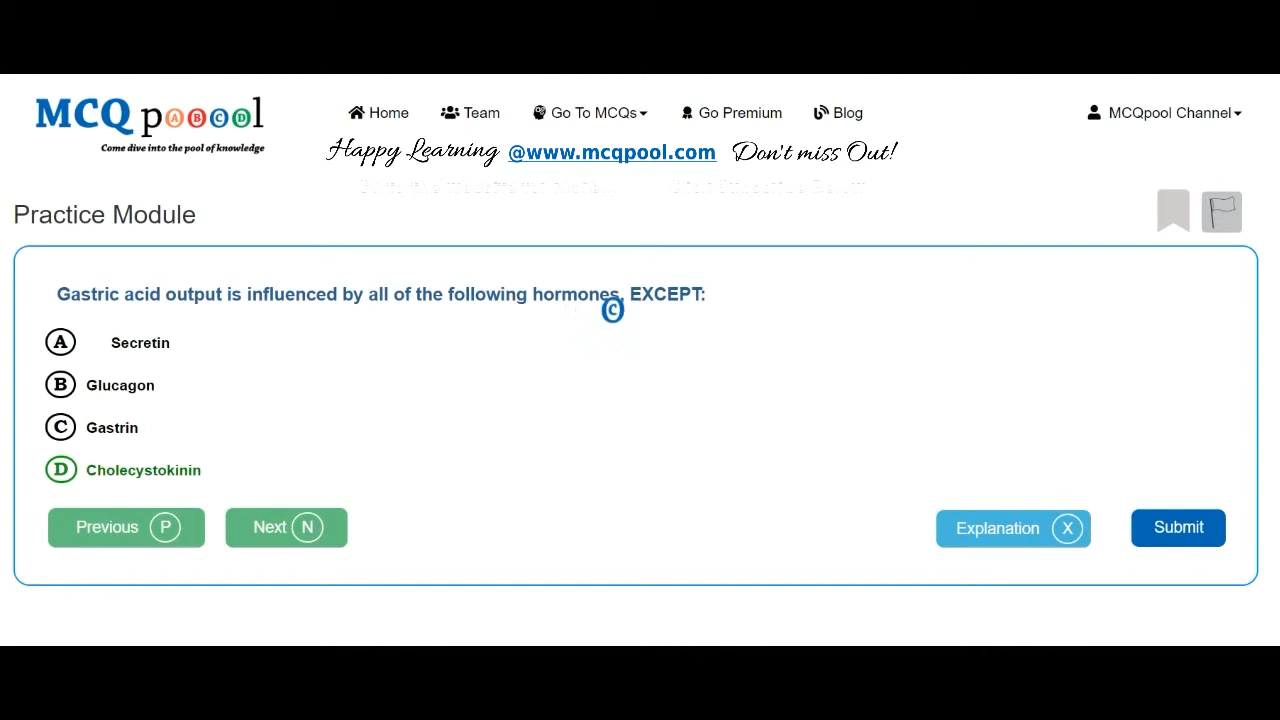 MCQ pABCDl
Come dive into the pool of knowledge
Home Team Go To MCQs Go Premium Blog MCQpool Channel
Happy Learning @www.mcqpool.com Don't miss Out!
Practice Module
Gastric acid output is influenced by all of the following hormones, EXCEPT:
C
A Secretin
B Glucagon
C Gastrin
D Cholecystokinin
Previous P Next N Explanation X Submit